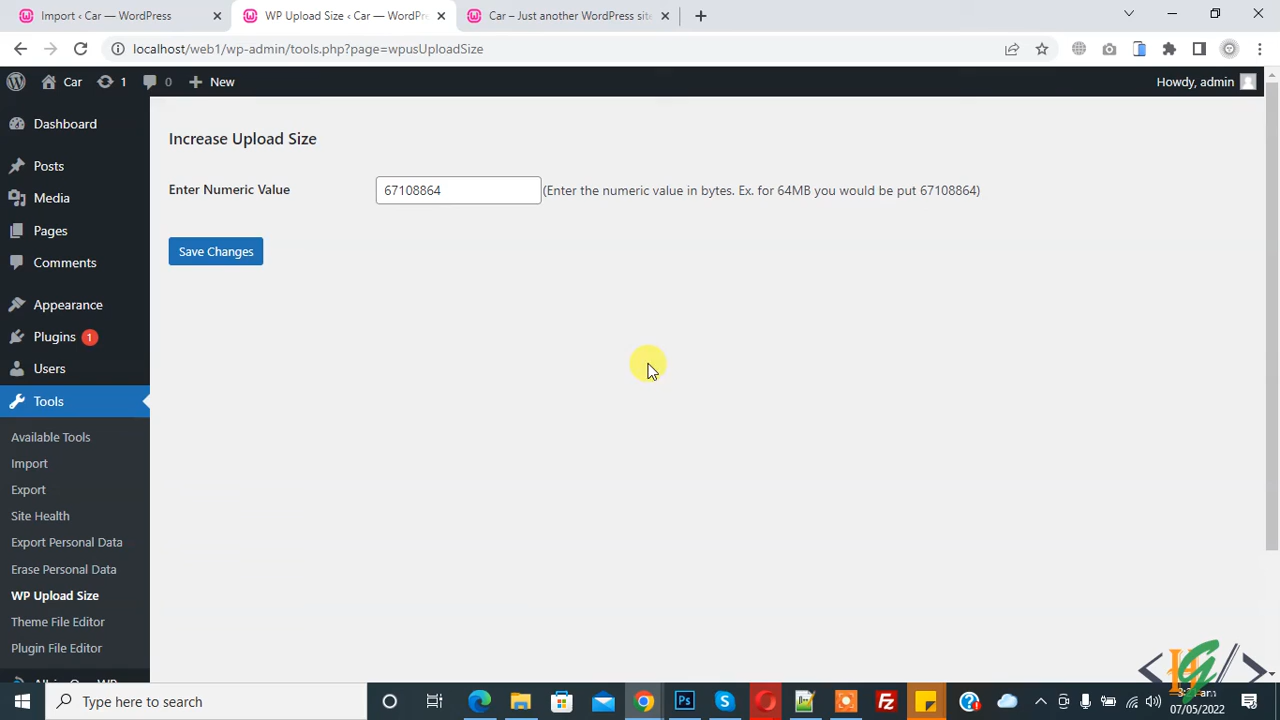 Import ‹ Car — WordPress
WP Upload Size ‹ Car — WordPre
Car – Just another WordPress site
localhost/web1/wp-admin/tools.php?page=wpusUploadSize
Car
1
0
New
Howdy, admin
Dashboard
Posts
Media
Pages
Comments
Appearance
Plugins 1
Users
Tools
Available Tools
Import
Export
Site Health
Export Personal Data
Erase Personal Data
WP Upload Size
Theme File Editor
Plugin File Editor
Increase Upload Size
Enter Numeric Value
67108864
(Enter the numeric value in bytes. Ex. for 64MB you would be put 67108864)
Save Changes
Type here to search
07/05/2022